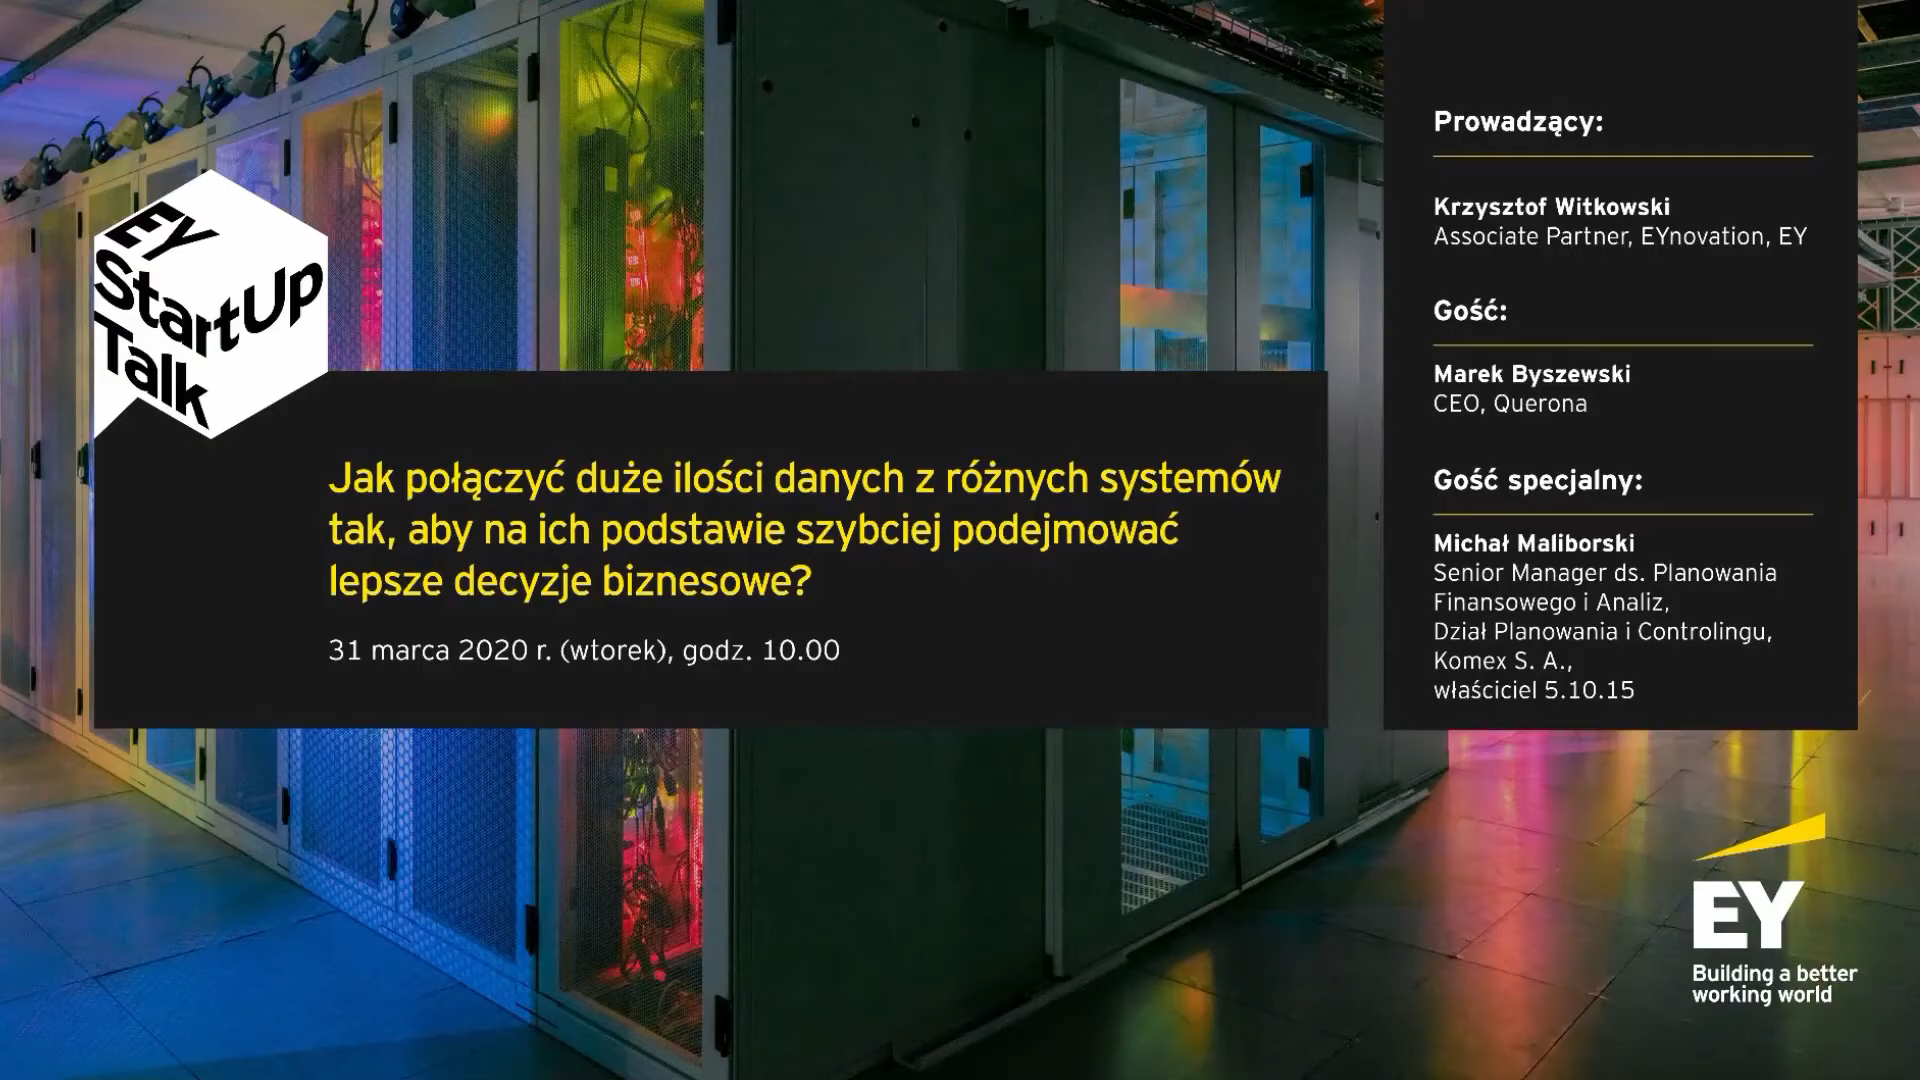 EY
StartUp
Talk
Jak połączyć duże ilości danych z różnych systemów
tak, aby na ich podstawie szybciej podejmować
lepsze decyzje biznesowe?
31 marca 2020 r. (wtorek), godz. 10.00
Prowadzący:
Krzysztof Witkowski
Associate Partner, EYnovation, EY
Gość:
Marek Byszewski
CEO, Querona
Gość specjalny:
Michał Maliborski
Senior Manager ds. Planowania
Finansowego i Analiz,
Dział Planowania i Controlingu,
Komex S. A.,
właściciel 5.10.15
EY
Building a better
working world